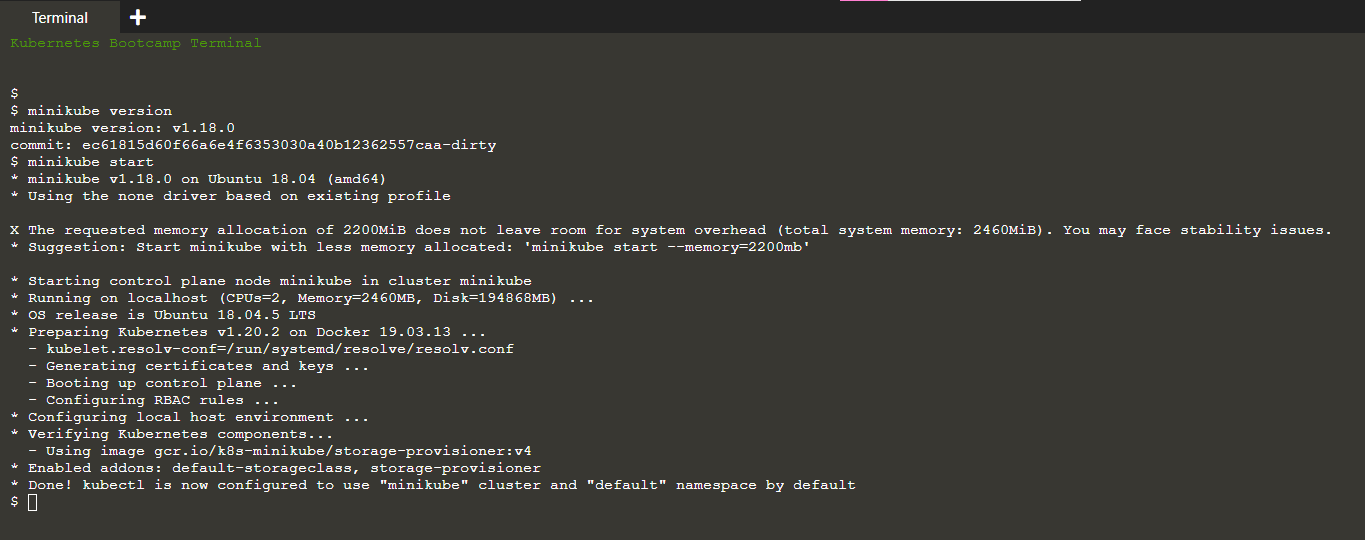 Terminal
Kubernetes Bootcamp Terminal
$
$ minikube version
minikube version: v1.18.0
commit: ec61815d60f66a6e4f6353030a40b12362557caa-dirty
$ minikube start
* minikube v1.18.0 on Ubuntu 18.04 (amd64)
* Using the none driver based on existing profile
X The requested memory allocation of 2200MiB does not leave room for system overhead (total system memory: 2460MiB). You may face stability issues.
* Suggestion: Start minikube with less memory allocated: 'minikube start --memory=2200mb'
* Starting control plane node minikube in cluster minikube
* Running on localhost (CPUs=2, Memory=2460MB, Disk=194868MB) ...
* OS release is Ubuntu 18.04.5 LTS
* Preparing Kubernetes v1.20.2 on Docker 19.03.13 ...
  - kubelet.resolv-conf=/run/systemd/resolve/resolv.conf
  - Generating certificates and keys ...
  - Booting up control plane ...
  - Configuring RBAC rules ...
* Configuring local host environment ...
* Verifying Kubernetes components...
  - Using image gcr.io/k8s-minikube/storage-provisioner:v4
* Enabled addons: default-storageclass, storage-provisioner
* Done! kubectl is now configured to use "minikube" cluster and "default" namespace by default
$